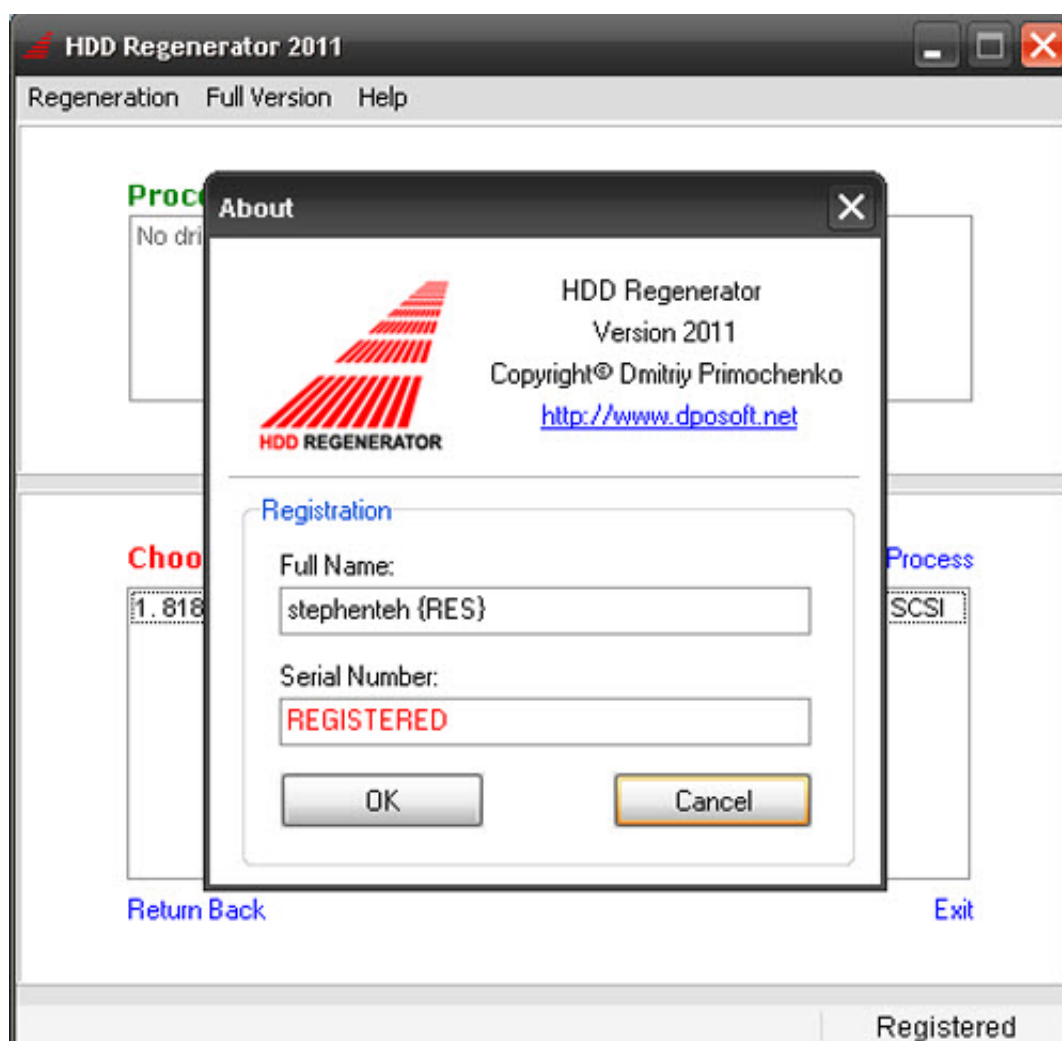 HDD Regenerator 2011
Regeneration Full Version Help
About
No dri
HDD Regenerator
Version 2011
Copyright© Dmitriy Primochenko
http://www.dposoft.net
HDD REGENERATOR
Registration
Full Name:
stephenteh {RES}
Serial Number:
REGISTERED
OK Cancel
Process
1. 818
SCSI
Return Back Exit
Registered